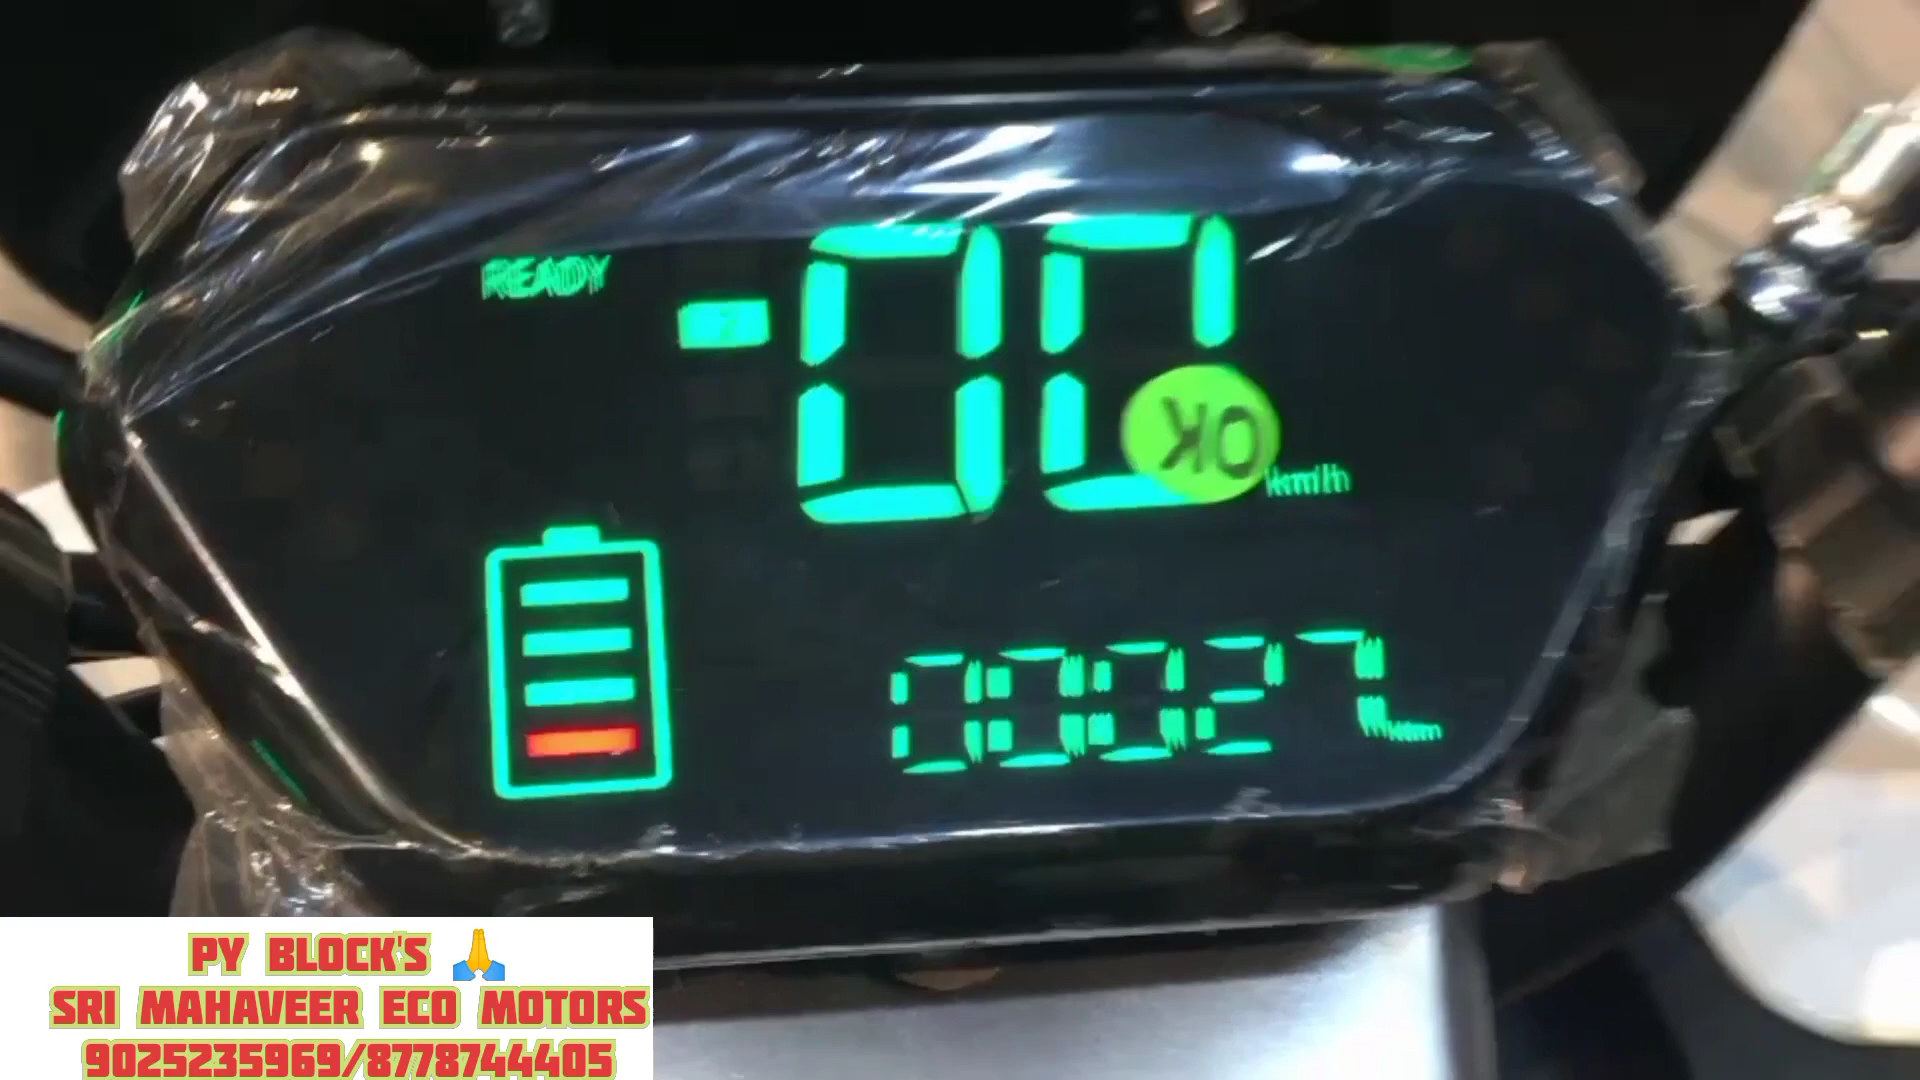 READY
-00
OK
km/h
00027
km
PY BLOCK'S 🙏
SRI MAHAVEER ECO MOTORS
9025235969/8778744405